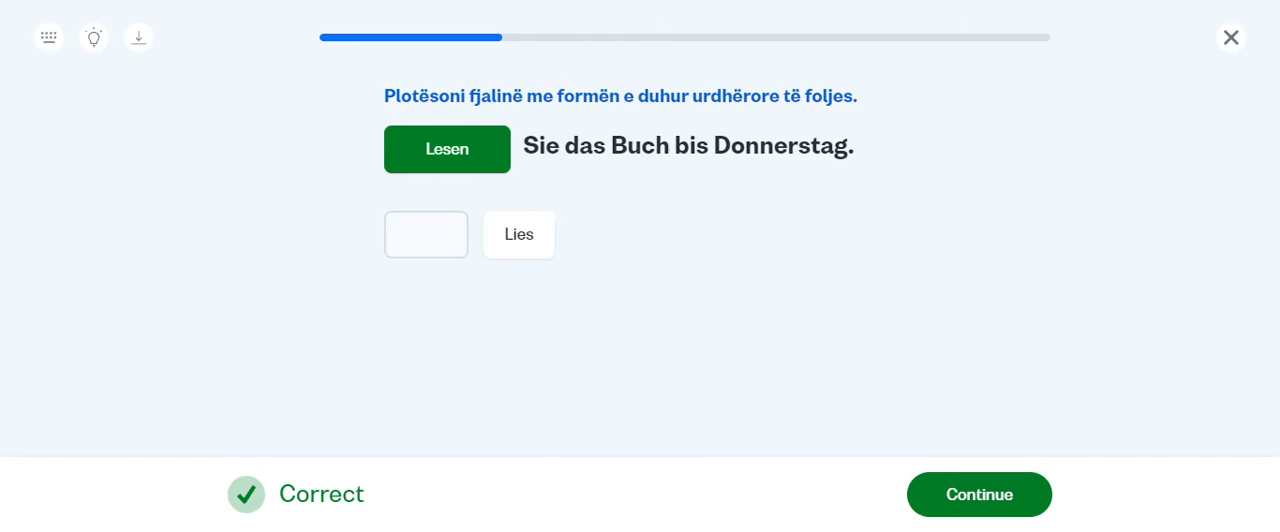 Plotësoni fjalinë me formën e duhur urdhërore të foljes.
Lesen Sie das Buch bis Donnerstag.
Lies
Correct
Continue